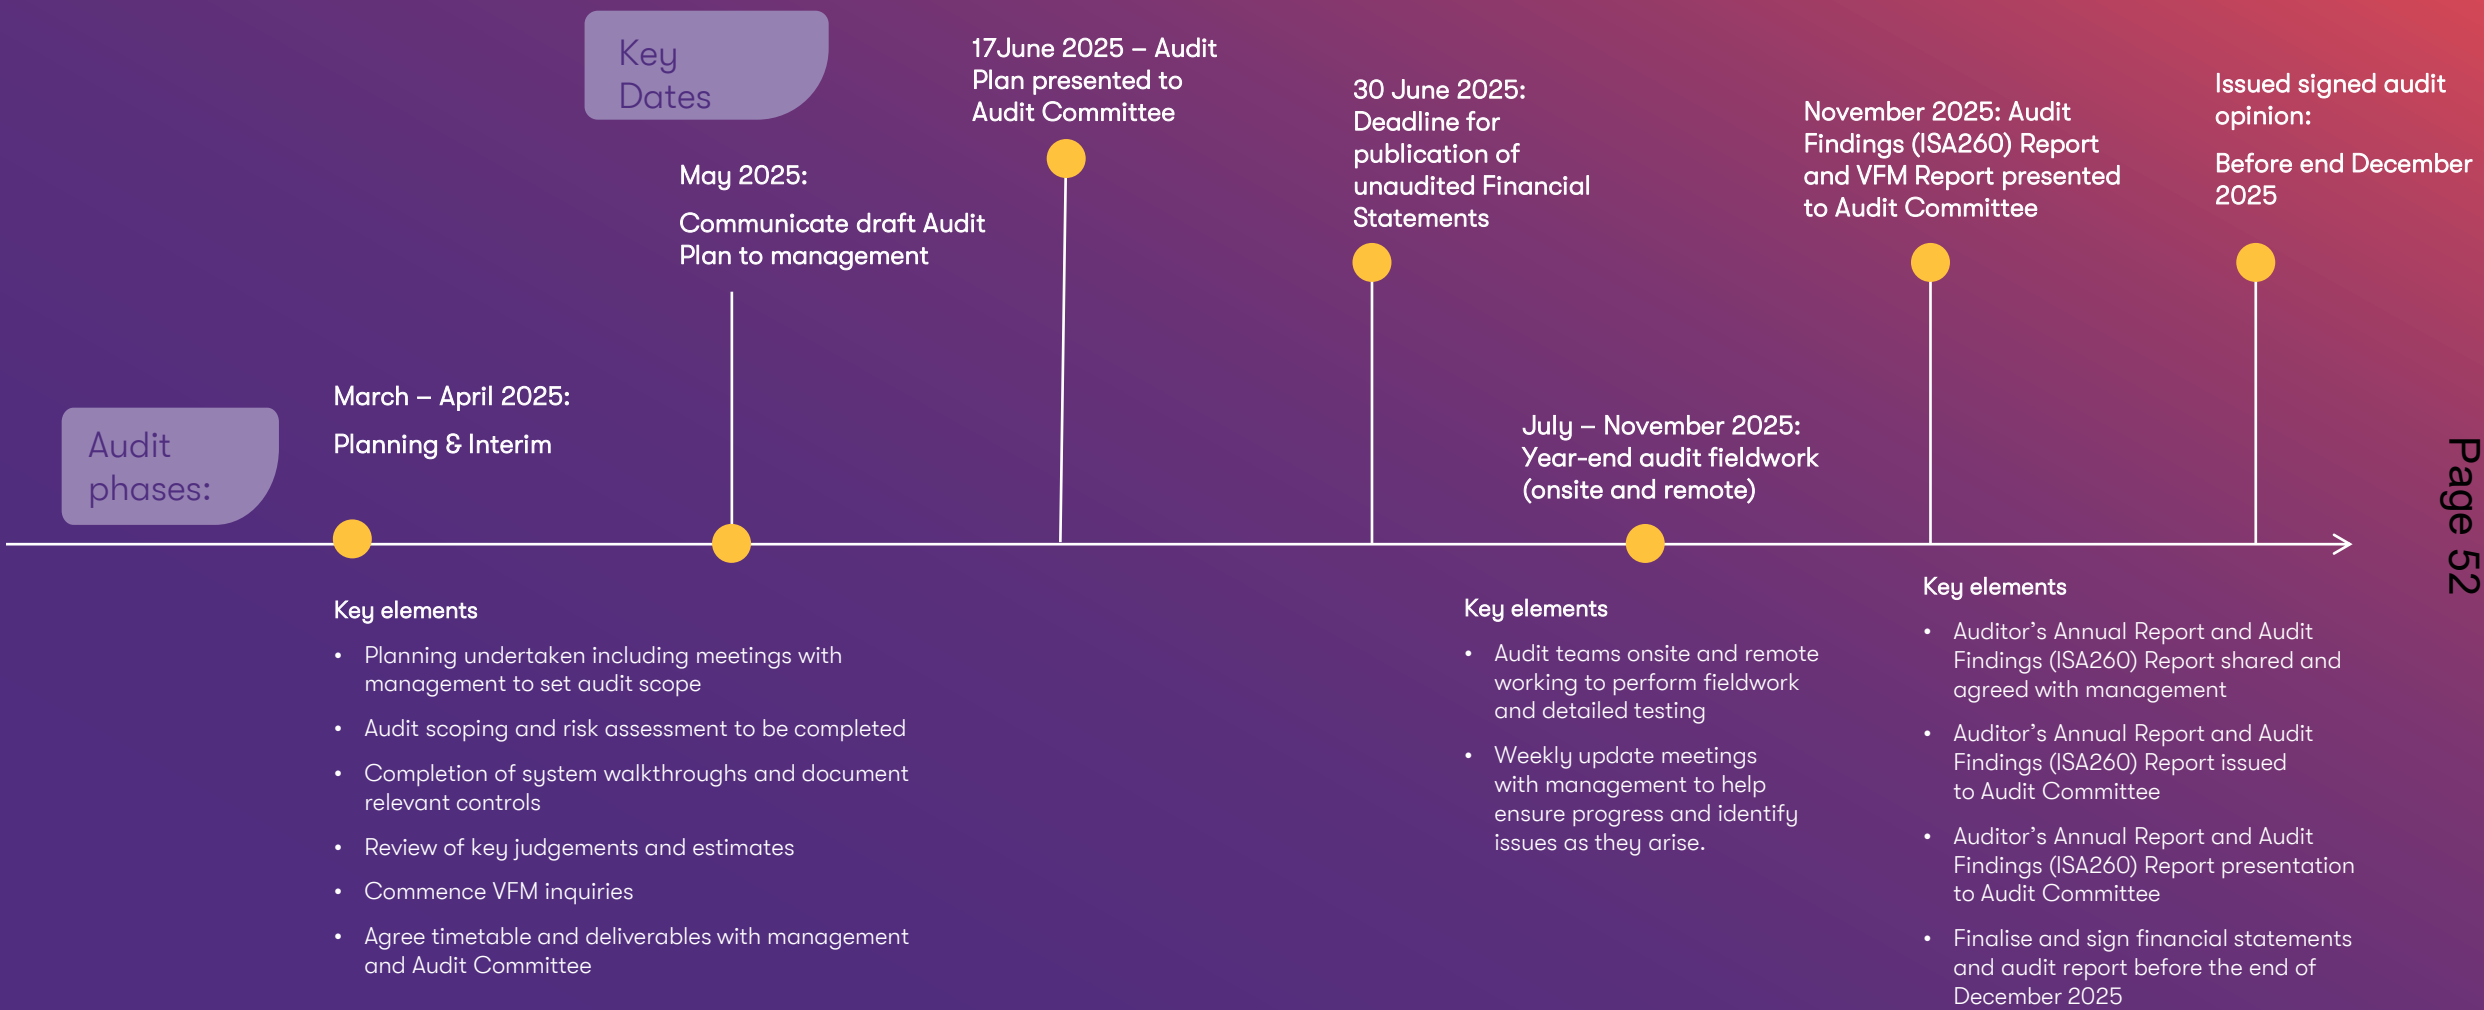 Key
Dates
17June 2025 – Audit
Plan presented to
Audit Committee
May 2025:
Communicate draft Audit
Plan to management
30 June 2025:
Deadline for
publication of
unaudited Financial
Statements
November 2025: Audit
Findings (ISA260) Report
and VFM Report presented
to Audit Committee
Issued signed audit
opinion:
Before end December
2025
Audit
phases:
March – April 2025:
Planning & Interim
July – November 2025:
Year-end audit fieldwork
(onsite and remote)
Key elements
• Planning undertaken including meetings with
management to set audit scope
• Audit scoping and risk assessment to be completed
• Completion of system walkthroughs and document
relevant controls
• Review of key judgements and estimates
• Commence VFM inquiries
• Agree timetable and deliverables with management
and Audit Committee
Key elements
• Audit teams onsite and remote
working to perform fieldwork
and detailed testing
• Weekly update meetings
with management to help
ensure progress and identify
issues as they arise.
Key elements
• Auditor’s Annual Report and Audit
Findings (ISA260) Report shared and
agreed with management
• Auditor’s Annual Report and Audit
Findings (ISA260) Report issued
to Audit Committee
• Auditor’s Annual Report and Audit
Findings (ISA260) Report presentation
to Audit Committee
• Finalise and sign financial statements
and audit report before the end of
December 2025
Page 52